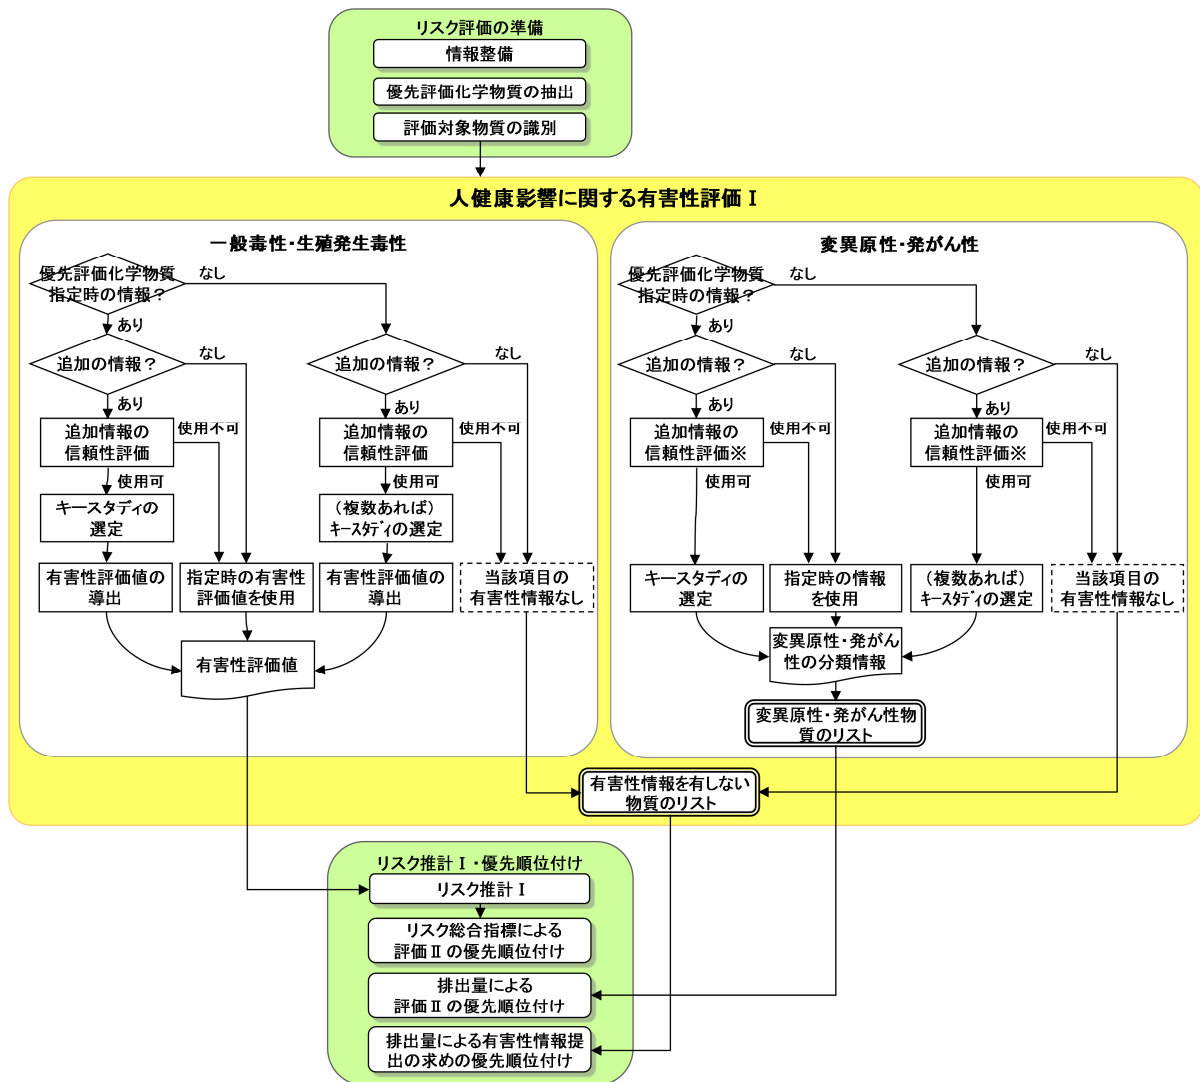 リスク評価の準備
情報整備
優先評価化学物質の抽出
評価対象物質の識別
人健康影響に関する有害性評価Ⅰ
一般毒性・生殖発生毒性
優先評価化学物質
指定時の情報?
なし
あり
追加の情報?
なし
あり
追加情報の
信頼性評価
使用不可
使用可
キースタディの
選定
有害性評価値の
導出
指定時の有害性
評価値を使用
追加の情報?
なし
あり
追加情報の
信頼性評価
使用不可
使用可
(複数あれば)
キースタディの選定
有害性評価値の
導出
当該項目の
有害性情報なし
有害性評価値
変異原性・発がん性
優先評価化学物質
指定時の情報?
なし
あり
追加の情報?
なし
あり
追加情報の
信頼性評価※
使用不可
使用可
キースタディの
選定
指定時の情報
を使用
追加の情報?
なし
あり
追加情報の
信頼性評価※
使用不可
使用可
(複数あれば)
キースタディの選定
当該項目の
有害性情報なし
変異原性・発がん
性の分類情報
変異原性・発がん性物
質のリスト
有害性情報を有しない
物質のリスト
リスク推計Ⅰ・優先順位付け
リスク推計Ⅰ
リスク総合指標による
評価Ⅱの優先順位付け
排出量による
評価Ⅱの優先順位付け
排出量による有害性情報提
出の求めの優先順位付け